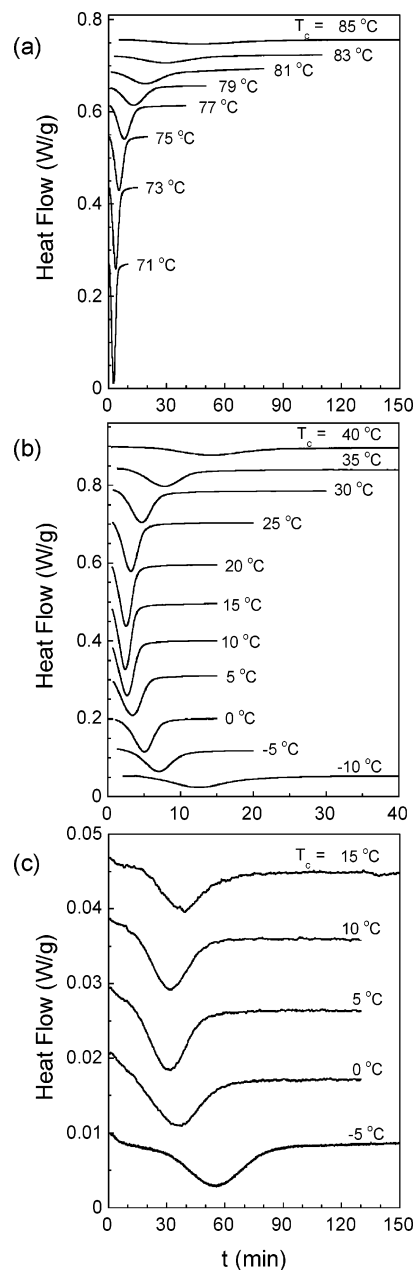 (a)
T_c = 85 °C
83 °C
81 °C
79 °C
77 °C
75 °C
73 °C
71 °C
0.8
0.6
0.4
0.2
0
Heat Flow (W/g)
0 30 60 90 120 150
(b)
T_c = 40 °C
35 °C
30 °C
25 °C
20 °C
15 °C
10 °C
5 °C
0 °C
-5 °C
-10 °C
0.8
0.6
0.4
0.2
0
Heat Flow (W/g)
0 10 20 30 40
(c)
T_c = 15 °C
10 °C
5 °C
0 °C
-5 °C
0.05
0.04
0.03
0.02
0.01
0
Heat Flow (W/g)
0 30 60 90 120 150
t (min)